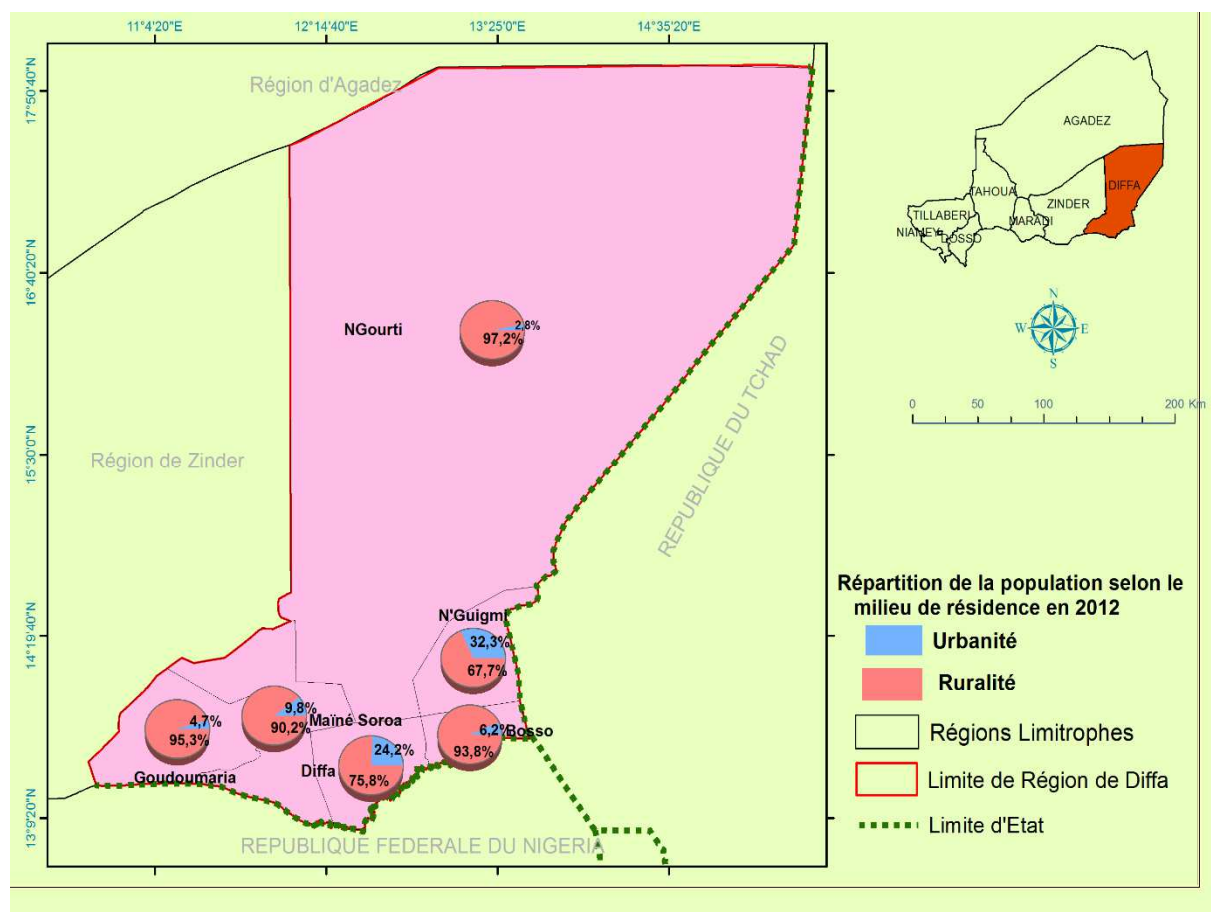 11°4'20"E
12°14'40"E
13°25'0"E
14°35'20"E
17°50'40"N
16°40'20"N
15°30'0"N
14°19'40"N
13°9'20"N
Région d'Agadez
Région de Zinder
REPUBLIQUE DU TCHAD
REPUBLIQUE FEDERALE DU NIGERIA
NGourti
2,8%
97,2%
N'Guigmi
32,3%
67,7%
4,7%
95,3%
Goudoumaria
9,8%
90,2%
Maïné Soroa
24,2%
75,8%
Diffa
6,2%
93,8%
Bosso
AGADEZ
DIFFA
TAHOUA
ZINDER
TILLABERI
MARADI
NIAMEY
DOSSO
N
W
E
S
0 50 100 200 Km
Répartition de la population selon le
milieu de résidence en 2012
Urbanité
Ruralité
Régions Limitrophes
Limite de Région de Diffa
Limite d'Etat